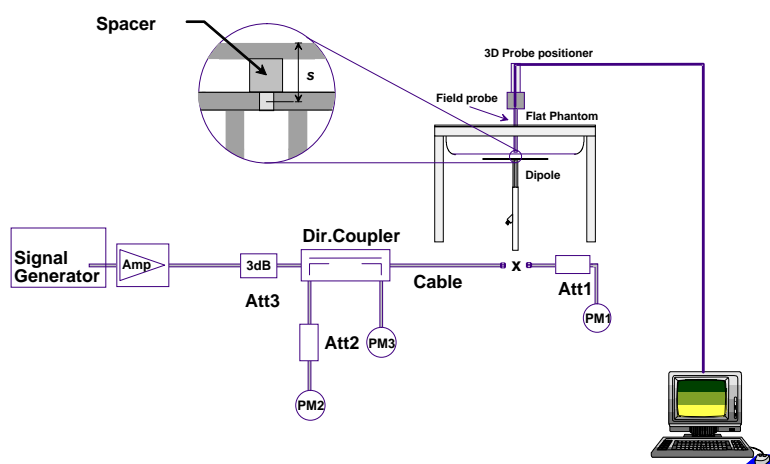 Spacer
s
3D Probe positioner
Field probe
Flat Phantom
Dipole
Signal
Generator
Amp
3dB
Att3
Dir.Coupler
Cable
x
Att1
PM1
Att2
PM3
PM2